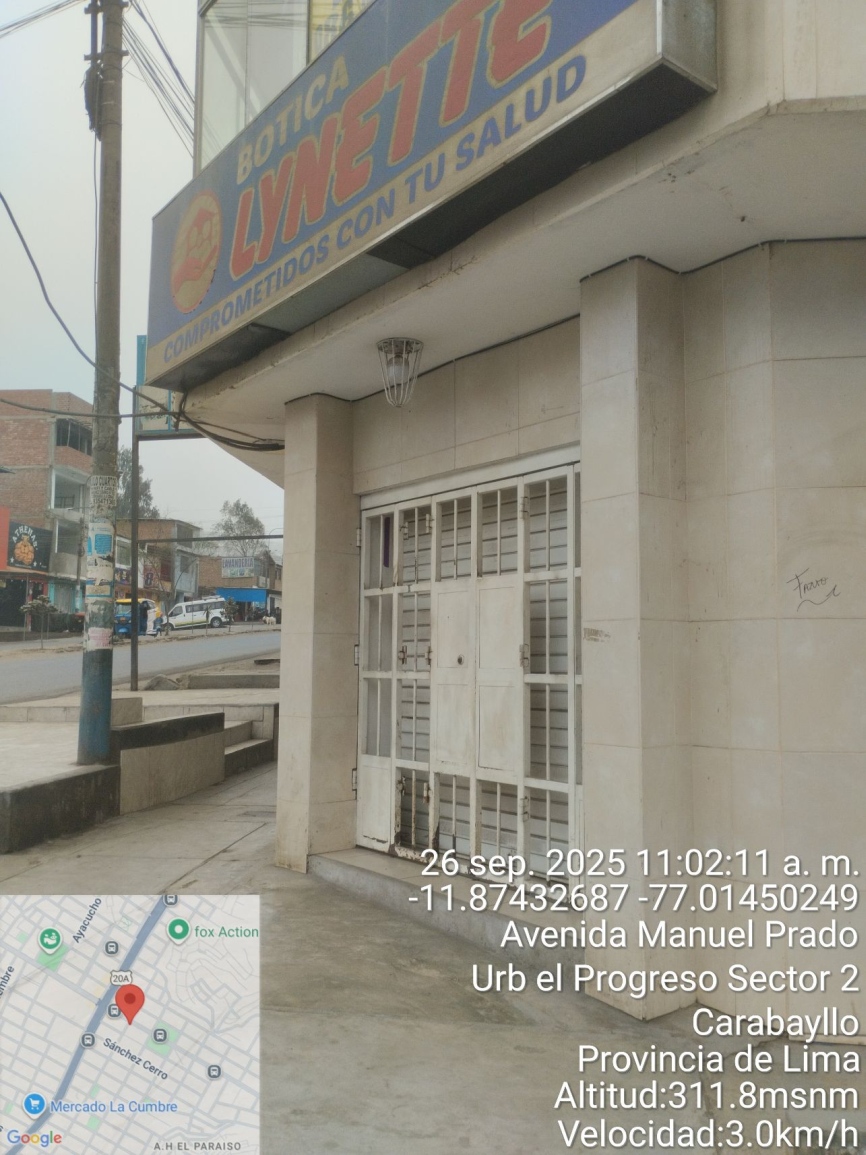 BOTICA
LYNETTE
COMPROMETIDOS CON TU SALUD
LAVANDERIA
26 sep. 2025 11:02:11 a. m.
-11.87432687 -77.01450249
Avenida Manuel Prado
Urb el Progreso Sector 2
Carabayllo
Provincia de Lima
Altitud:311.8msnm
Velocidad:3.0km/h
Ayacucho
fox Action
20A
Sánchez Cerro
Mercado La Cumbre
Google
A.H EL PARAISO